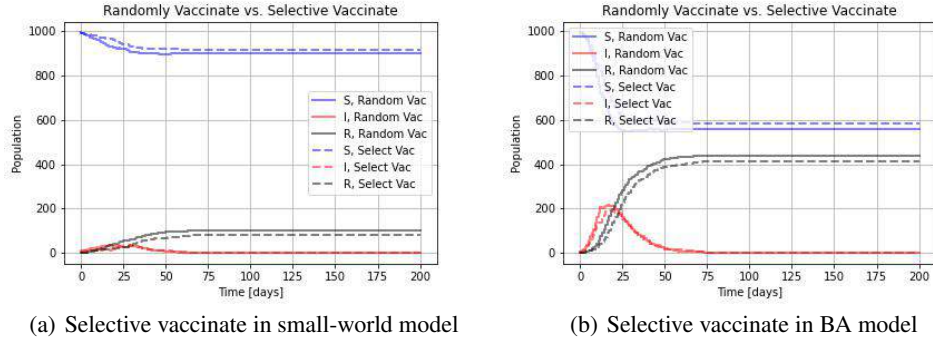 Randomly Vaccinate vs. Selective Vaccinate
1000
800
600
400
200
0
Population
S, Random Vac
I, Random Vac
R, Random Vac
S, Select Vac
I, Select Vac
R, Select Vac
0 25 50 75 100 125 150 175 200
Time [days]
(a) Selective vaccinate in small-world model
Randomly Vaccinate vs. Selective Vaccinate
1000
800
600
400
200
0
Population
S, Random Vac
I, Random Vac
R, Random Vac
S, Select Vac
I, Select Vac
R, Select Vac
0 25 50 75 100 125 150 175 200
Time [days]
(b) Selective vaccinate in BA model